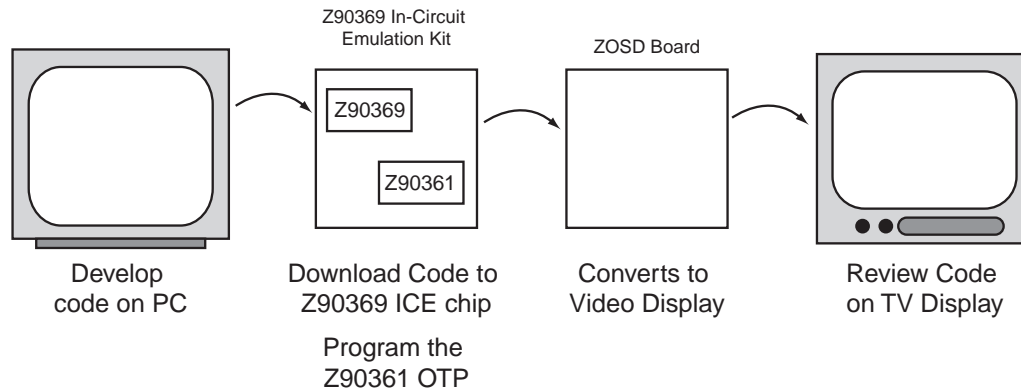 Z90369 In-Circuit
Emulation Kit
ZOSD Board
Z90369
Z90361
Develop
code on PC
Download Code to
Z90369 ICE chip
Program the
Z90361 OTP
Converts to
Video Display
Review Code
on TV Display